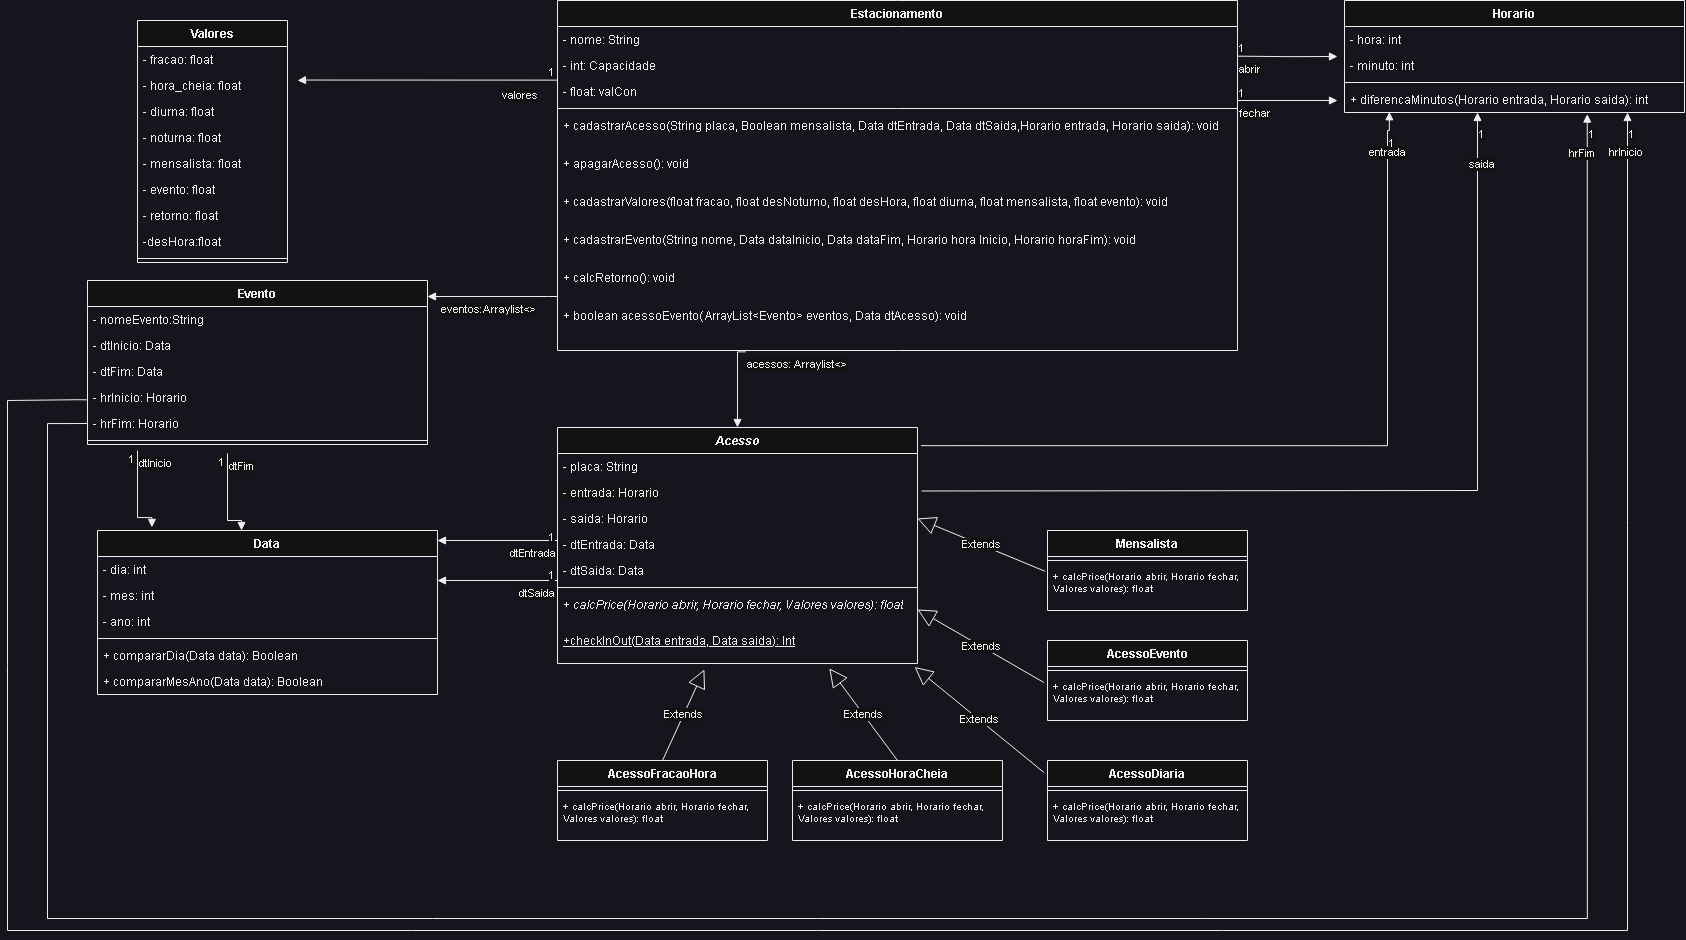 Valores
- fracao: float
- hora_cheia: float
- diurna: float
- noturna: float
- mensalista: float
- evento: float
- retorno: float
-desHora:float
1
valores
Estacionamento
- nome: String
- int: Capacidade
- float: valCon
+ cadastrarAcesso(String placa, Boolean mensalista, Data dtEntrada, Data dtSaida,Horario entrada, Horario saida): void
+ apagarAcesso(): void
+ cadastrarValores(float fracao, float desNoturno, float desHora, float diurna, float mensalista, float evento): void
+ cadastrarEvento(String nome, Data dataInicio, Data dataFim, Horario hora Inicio, Horario horaFim): void
+ calcRetorno(): void
+ boolean acessoEvento(ArrayList<Evento> eventos, Data dtAcesso): void
1
abrir
1
fechar
Horario
- hora: int
- minuto: int
+ diferencaMinutos(Horario entrada, Horario saida): int
1
entrada
1
saida
1
hrFim
1
hrInicio
Evento
- nomeEvento:String
- dtInicio: Data
- dtFim: Data
- hrInicio: Horario
- hrFim: Horario
eventos:Arraylist<>
acessos: Arraylist<>
1
dtInicio
1
dtFim
Data
- dia: int
- mes: int
- ano: int
+ compararDia(Data data): Boolean
+ compararMesAno(Data data): Boolean
1
dtEntrada
1
dtSaida
Acesso
- placa: String
- entrada: Horario
- saida: Horario
- dtEntrada: Data
- dtSaida: Data
+ calcPrice(Horario abrir, Horario fechar, Valores valores): float
+checkInOut(Data entrada, Data saida): Int
Extends
Mensalista
+ calcPrice(Horario abrir, Horario fechar,
Valores valores): float
Extends
AcessoEvento
+ calcPrice(Horario abrir, Horario fechar,
Valores valores): float
Extends
Extends
Extends
AcessoFracaoHora
+ calcPrice(Horario abrir, Horario fechar,
Valores valores): float
AcessoHoraCheia
+ calcPrice(Horario abrir, Horario fechar,
Valores valores): float
AcessoDiaria
+ calcPrice(Horario abrir, Horario fechar,
Valores valores): float